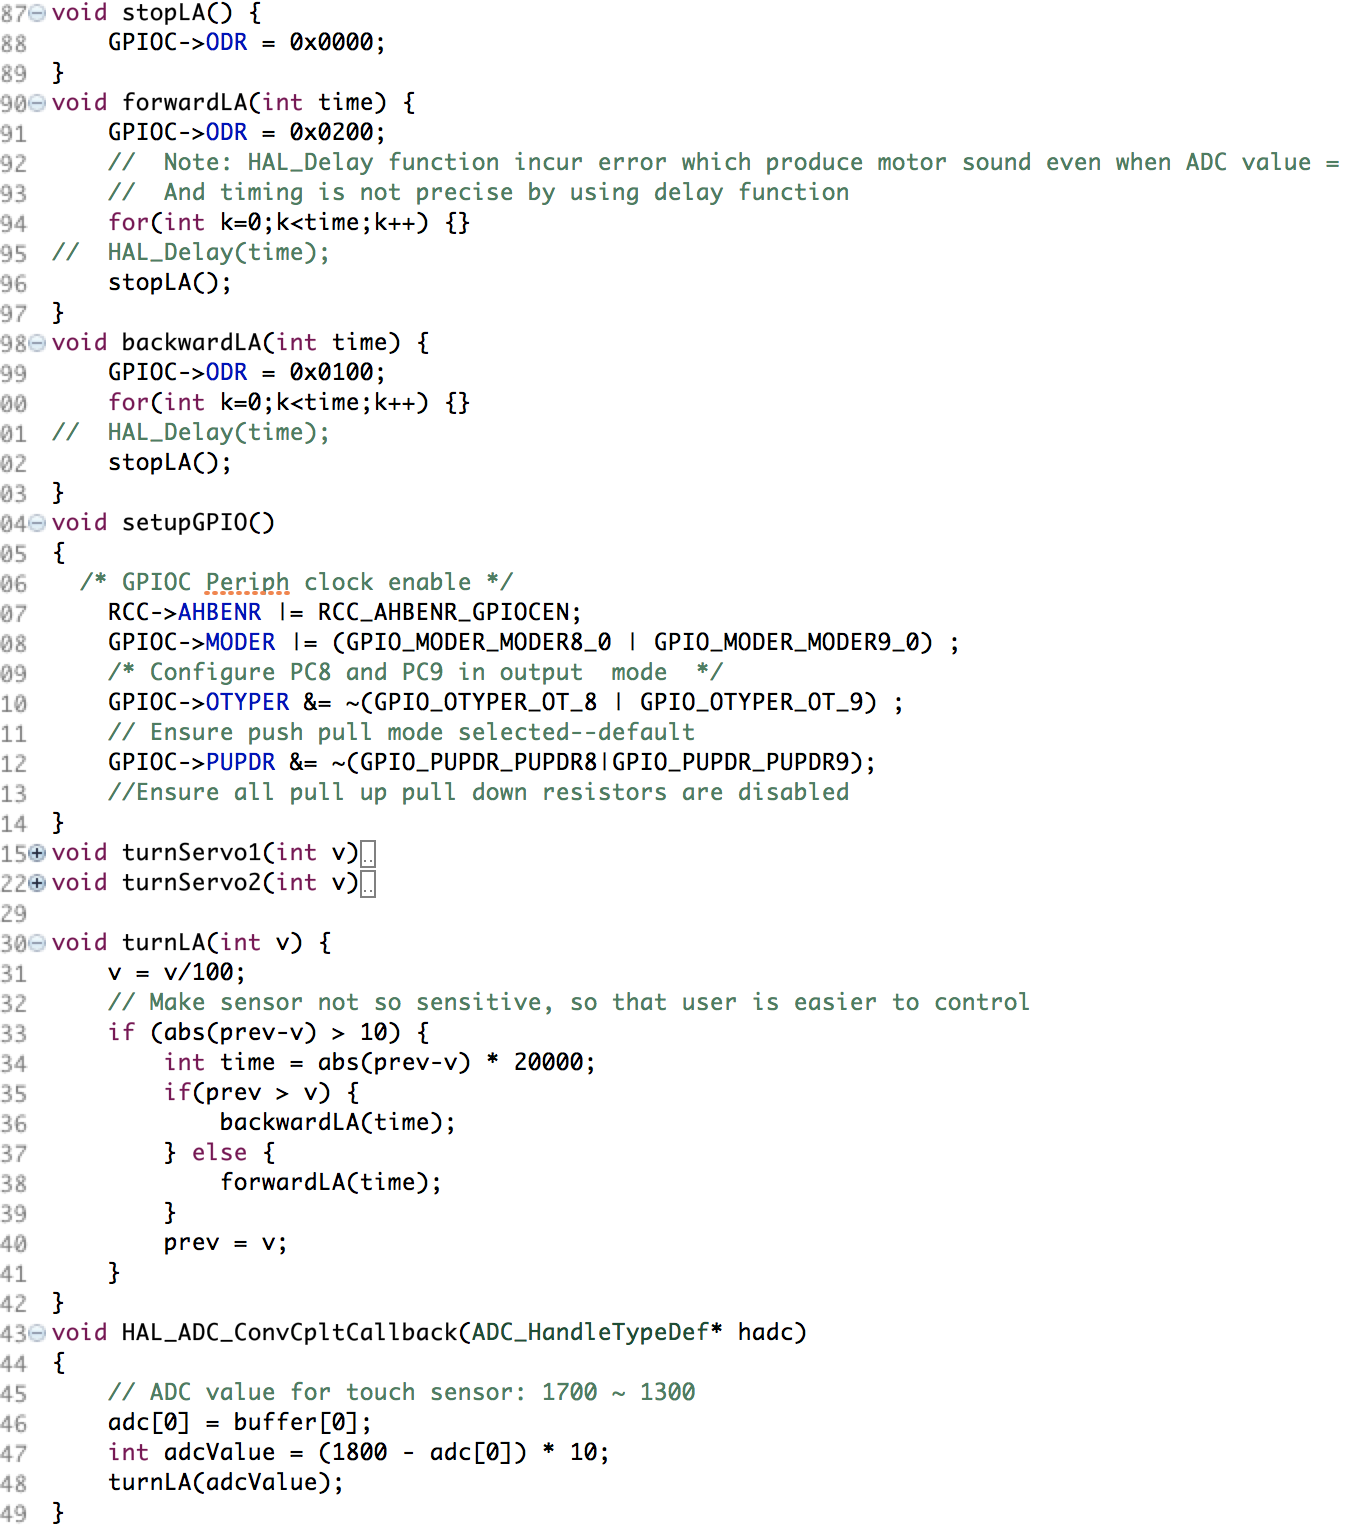 87 void stopLA() {
88 GPIOC->ODR = 0x0000;
89 }
90 void forwardLA(int time) {
91 GPIOC->ODR = 0x0200;
92 //  Note: HAL_Delay function incur error which produce motor sound even when ADC value =
93 //  And timing is not precise by using delay function
94 for(int k=0;k<time;k++) {}
95 //  HAL_Delay(time);
96 stopLA();
97 }
98 void backwardLA(int time) {
99 GPIOC->ODR = 0x0100;
00 for(int k=0;k<time;k++) {}
01 //  HAL_Delay(time);
02 stopLA();
03 }
04 void setupGPIO()
05 {
06 /* GPIOC Periph clock enable */
07 RCC->AHBENR |= RCC_AHBENR_GPIOCEN;
08 GPIOC->MODER |= (GPIO_MODER_MODER8_0 | GPIO_MODER_MODER9_0) ;
09 /* Configure PC8 and PC9 in output  mode  */
10 GPIOC->OTYPER &= ~(GPIO_OTYPER_OT_8 | GPIO_OTYPER_OT_9) ;
11 // Ensure push pull mode selected--default
12 GPIOC->PUPDR &= ~(GPIO_PUPDR_PUPDR8|GPIO_PUPDR_PUPDR9);
13 //Ensure all pull up pull down resistors are disabled
14 }
15 void turnServo1(int v)..
22 void turnServo2(int v)..
29
30 void turnLA(int v) {
31 v = v/100;
32 // Make sensor not so sensitive, so that user is easier to control
33 if (abs(prev-v) > 10) {
34 int time = abs(prev-v) * 20000;
35 if(prev > v) {
36 backwardLA(time);
37 } else {
38 forwardLA(time);
39 }
40 prev = v;
41 }
42 }
43 void HAL_ADC_ConvCpltCallback(ADC_HandleTypeDef* hadc)
44 {
45 // ADC value for touch sensor: 1700 ~ 1300
46 adc[0] = buffer[0];
47 int adcValue = (1800 - adc[0]) * 10;
48 turnLA(adcValue);
49 }